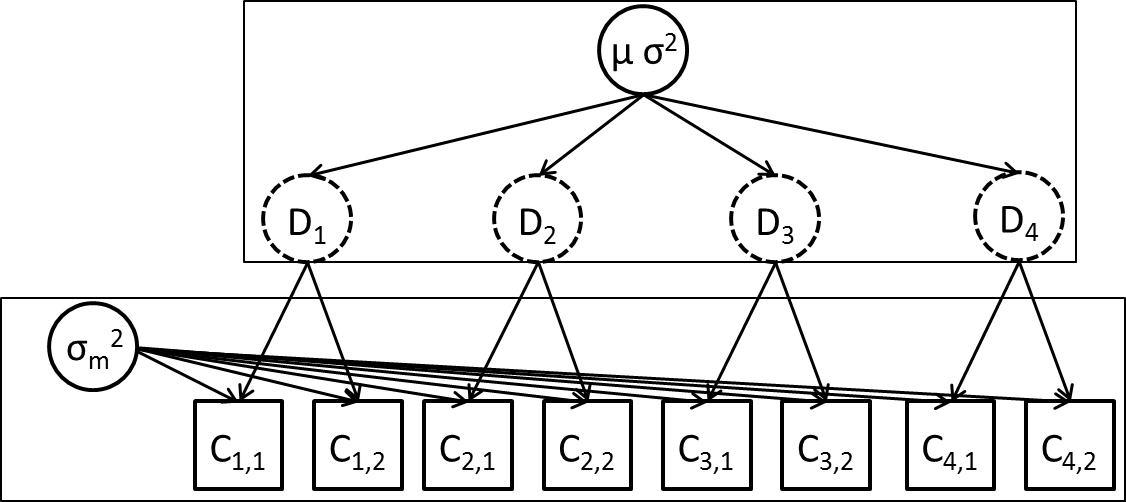 μ σ²
D₁ D₂ D₃ D₄
σₘ²
C₁,₁ C₁,₂ C₂,₁ C₂,₂ C₃,₁ C₃,₂ C₄,₁ C₄,₂